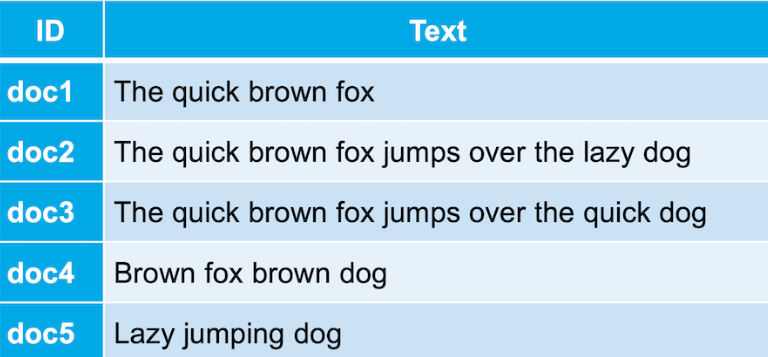 ID Text
doc1 The quick brown fox
doc2 The quick brown fox jumps over the lazy dog
doc3 The quick brown fox jumps over the quick dog
doc4 Brown fox brown dog
doc5 Lazy jumping dog